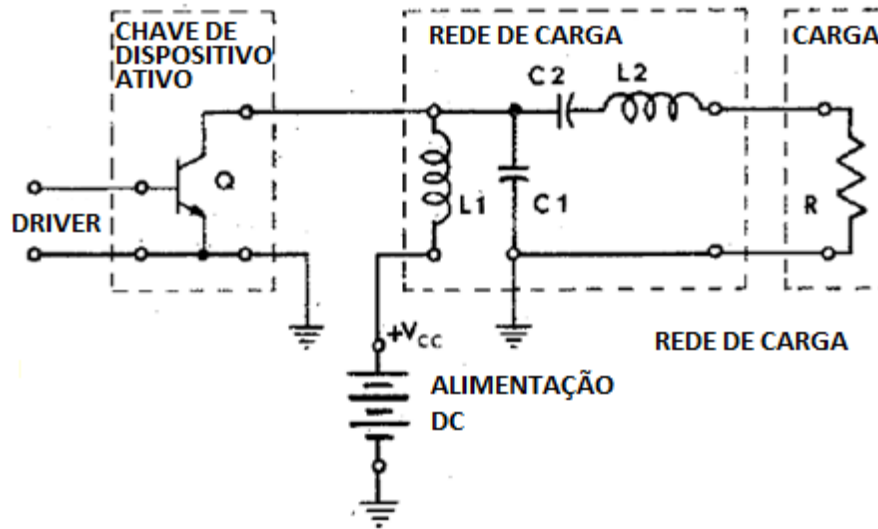 CHAVE DE
DISPOSITIVO
ATIVO
REDE DE CARGA
CARGA
C2
L2
Q
DRIVER
L1
C1
R
+VCC
REDE DE CARGA
ALIMENTAÇÃO
DC